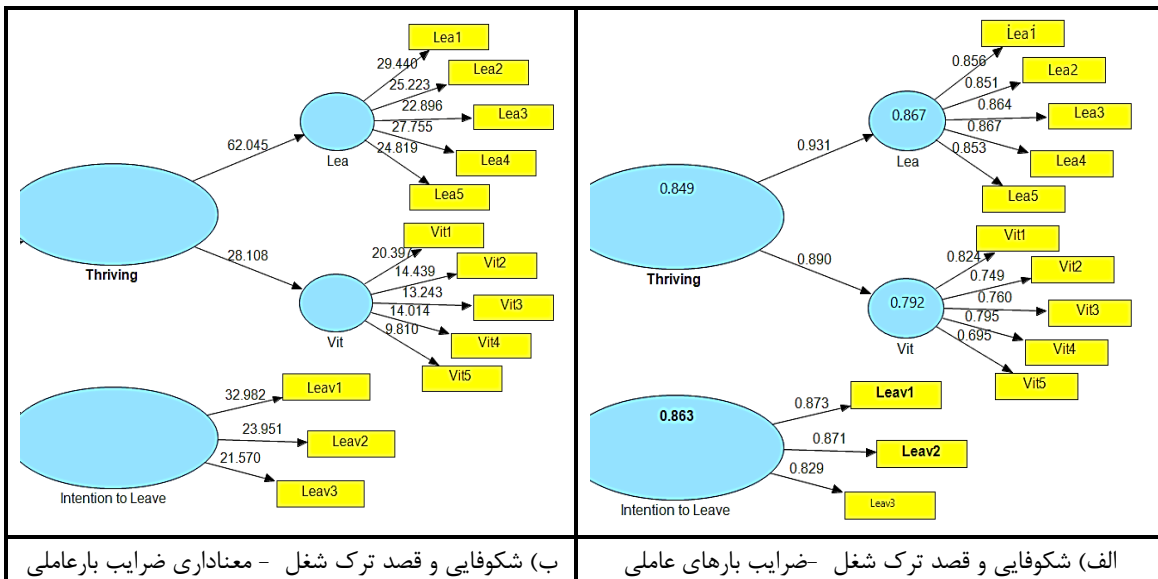 Lea1
29.440
Lea2
25.223
22.896
Lea3
27.755
62.045
24.819
Lea4
Lea
Lea5
Thriving
28.108
Vit1
20.397
Vit2
14.439
13.243
Vit3
14.014
9.810
Vit4
Vit
Vit5
Leav1
32.982
23.951
Leav2
21.570
Leav3
Intention to Leave
ب) شکوفایی و قصد ترک شغل - معناداری ضرایب بارعاملی
Lea1
0.856
Lea2
0.851
0.864
Lea3
0.867
0.867
0.931
0.853
Lea4
Lea
Lea5
0.849
Thriving
0.890
Vit1
0.824
Vit2
0.749
0.760
Vit3
0.792
0.795
0.695
Vit4
Vit
Vit5
0.863
Leav1
0.873
0.871
Leav2
0.829
Leav3
Intention to Leave
الف) شکوفایی و قصد ترک شغل -ضرایب بارهای عاملی